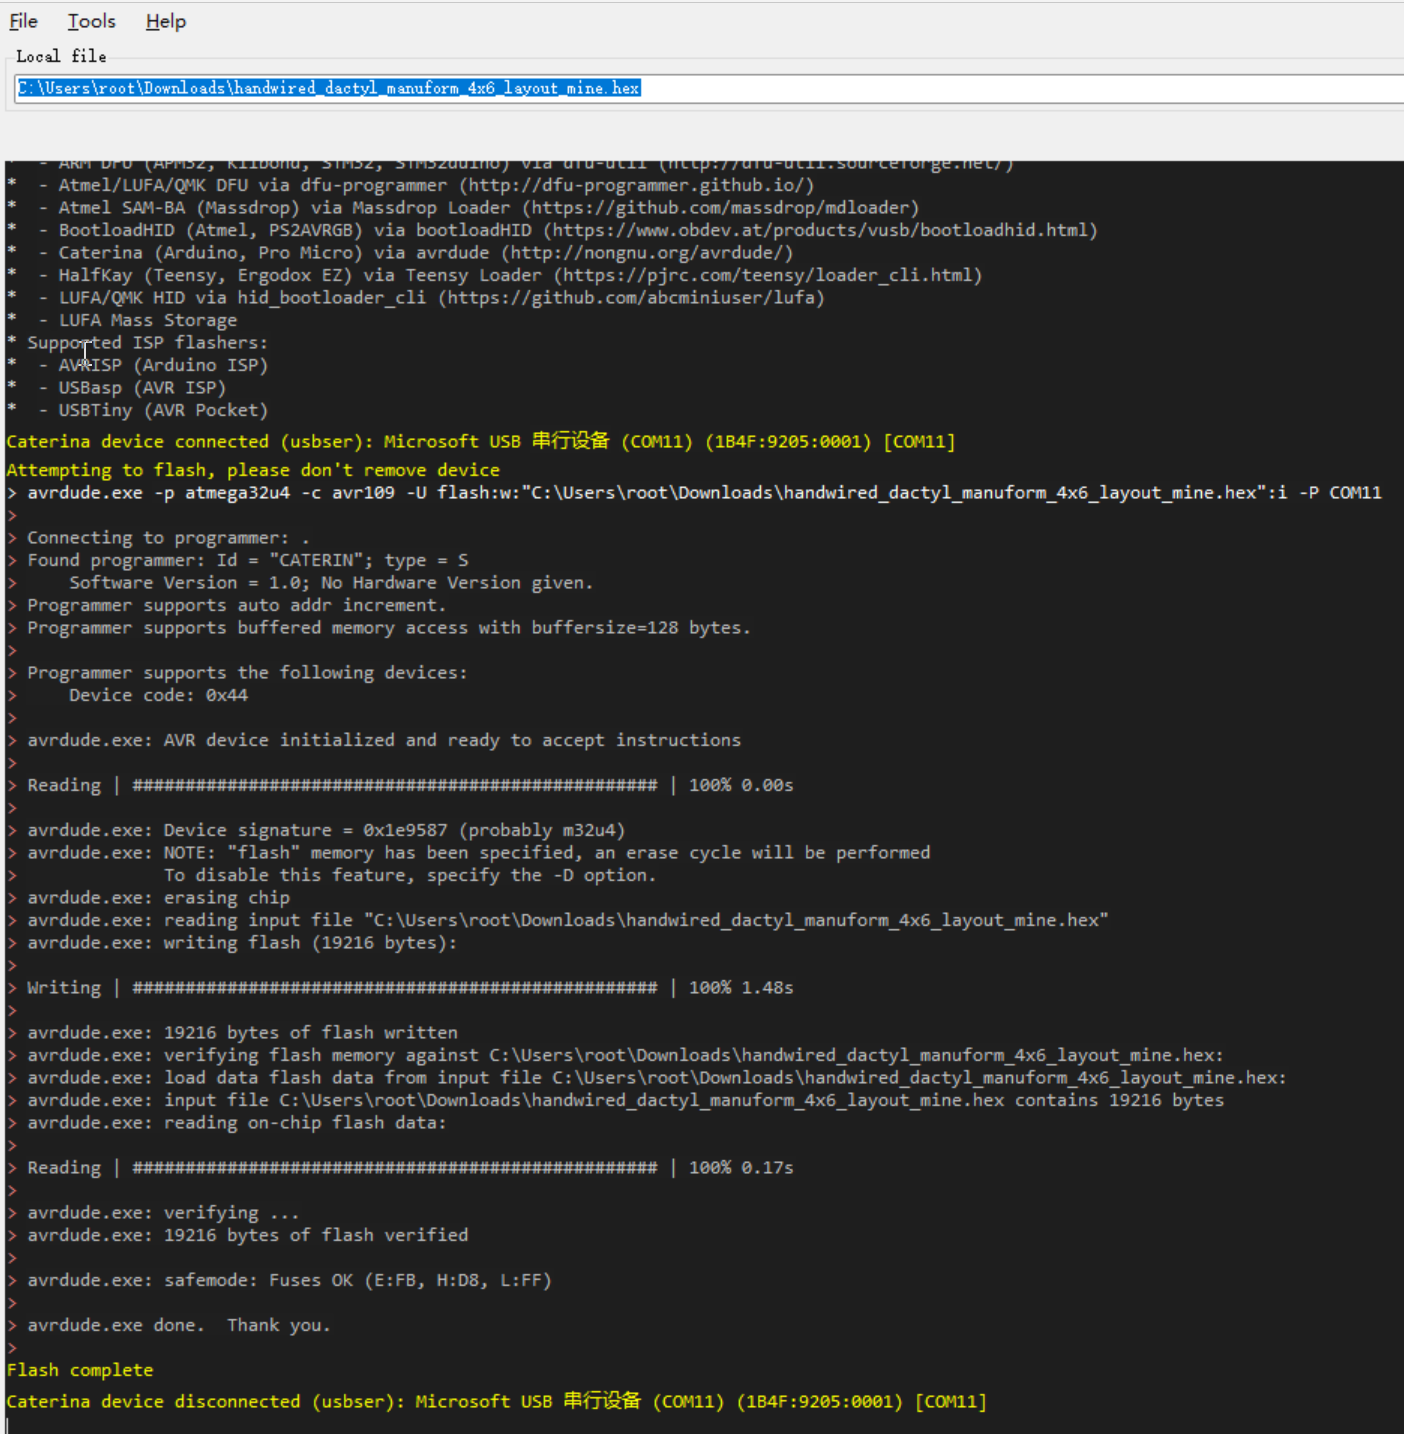 File Tools Help
Local file
C:\Users\root\Downloads\handwired_dactyl_manuform_4x6_layout_mine.hex
*  - ARM DFU (APM32, Kiibohd, STM32, STM32duino) via dfu-util (http://dfu-util.sourceforge.net/)
*  - Atmel/LUFA/QMK DFU via dfu-programmer (http://dfu-programmer.github.io/)
*  - Atmel SAM-BA (Massdrop) via Massdrop Loader (https://github.com/massdrop/mdloader)
*  - BootloadHID (Atmel, PS2AVRGB) via bootloadHID (https://www.obdev.at/products/vusb/bootloadhid.html)
*  - Caterina (Arduino, Pro Micro) via avrdude (http://nongnu.org/avrdude/)
*  - HalfKay (Teensy, Ergodox EZ) via Teensy Loader (https://pjrc.com/teensy/loader_cli.html)
*  - LUFA/QMK HID via hid_bootloader_cli (https://github.com/abcminiuser/lufa)
*  - LUFA Mass Storage
* Supported ISP flashers:
*  - AVRISP (Arduino ISP)
*  - USBasp (AVR ISP)
*  - USBTiny (AVR Pocket)
Caterina device connected (usbser): Microsoft USB 串行设备 (COM11) (1B4F:9205:0001) [COM11]
Attempting to flash, please don't remove device
> avrdude.exe -p atmega32u4 -c avr109 -U flash:w:"C:\Users\root\Downloads\handwired_dactyl_manuform_4x6_layout_mine.hex":i -P COM11
>
> Connecting to programmer: .
> Found programmer: Id = "CATERIN"; type = S
>     Software Version = 1.0; No Hardware Version given.
> Programmer supports auto addr increment.
> Programmer supports buffered memory access with buffersize=128 bytes.
>
> Programmer supports the following devices:
>     Device code: 0x44
>
> avrdude.exe: AVR device initialized and ready to accept instructions
>
> Reading | ################################################## | 100% 0.00s
>
> avrdude.exe: Device signature = 0x1e9587 (probably m32u4)
> avrdude.exe: NOTE: "flash" memory has been specified, an erase cycle will be performed
>              To disable this feature, specify the -D option.
> avrdude.exe: erasing chip
> avrdude.exe: reading input file "C:\Users\root\Downloads\handwired_dactyl_manuform_4x6_layout_mine.hex"
> avrdude.exe: writing flash (19216 bytes):
>
> Writing | ################################################## | 100% 1.48s
>
> avrdude.exe: 19216 bytes of flash written
> avrdude.exe: verifying flash memory against C:\Users\root\Downloads\handwired_dactyl_manuform_4x6_layout_mine.hex:
> avrdude.exe: load data flash data from input file C:\Users\root\Downloads\handwired_dactyl_manuform_4x6_layout_mine.hex:
> avrdude.exe: input file C:\Users\root\Downloads\handwired_dactyl_manuform_4x6_layout_mine.hex contains 19216 bytes
> avrdude.exe: reading on-chip flash data:
>
> Reading | ################################################## | 100% 0.17s
>
> avrdude.exe: verifying ...
> avrdude.exe: 19216 bytes of flash verified
>
> avrdude.exe: safemode: Fuses OK (E:FB, H:D8, L:FF)
>
> avrdude.exe done.  Thank you.
>
Flash complete
Caterina device disconnected (usbser): Microsoft USB 串行设备 (COM11) (1B4F:9205:0001) [COM11]